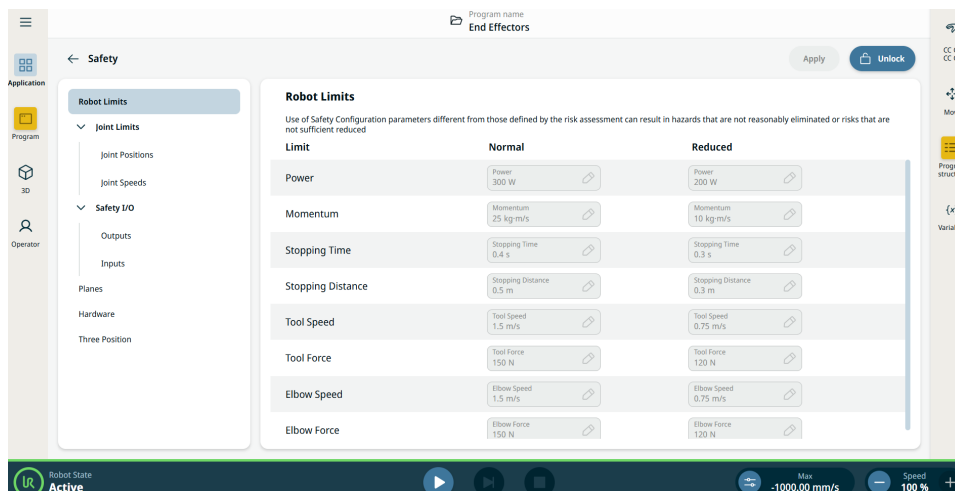 Program name
End Effectors
Safety
Apply
Unlock
Application
Program
3D
Operator
Robot Limits
Joint Limits
Joint Positions
Joint Speeds
Safety I/O
Outputs
Inputs
Planes
Hardware
Three Position
Robot Limits
Use of Safety Configuration parameters different from those defined by the risk assessment can result in hazards that are not reasonably eliminated or risks that are
not sufficient reduced
Limit Normal Reduced
Power
Power
300 W
Power
200 W
Momentum
Momentum
25 kg·m/s
Momentum
10 kg·m/s
Stopping Time
Stopping Time
0.4 s
Stopping Time
0.3 s
Stopping Distance
Stopping Distance
0.5 m
Stopping Distance
0.3 m
Tool Speed
Tool Speed
1.5 m/s
Tool Speed
0.75 m/s
Tool Force
Tool Force
150 N
Tool Force
120 N
Elbow Speed
Elbow Speed
1.5 m/s
Elbow Speed
0.75 m/s
Elbow Force
Elbow Force
150 N
Elbow Force
120 N
Robot State
Active
Max
-1000.00 mm/s
Speed
100 %